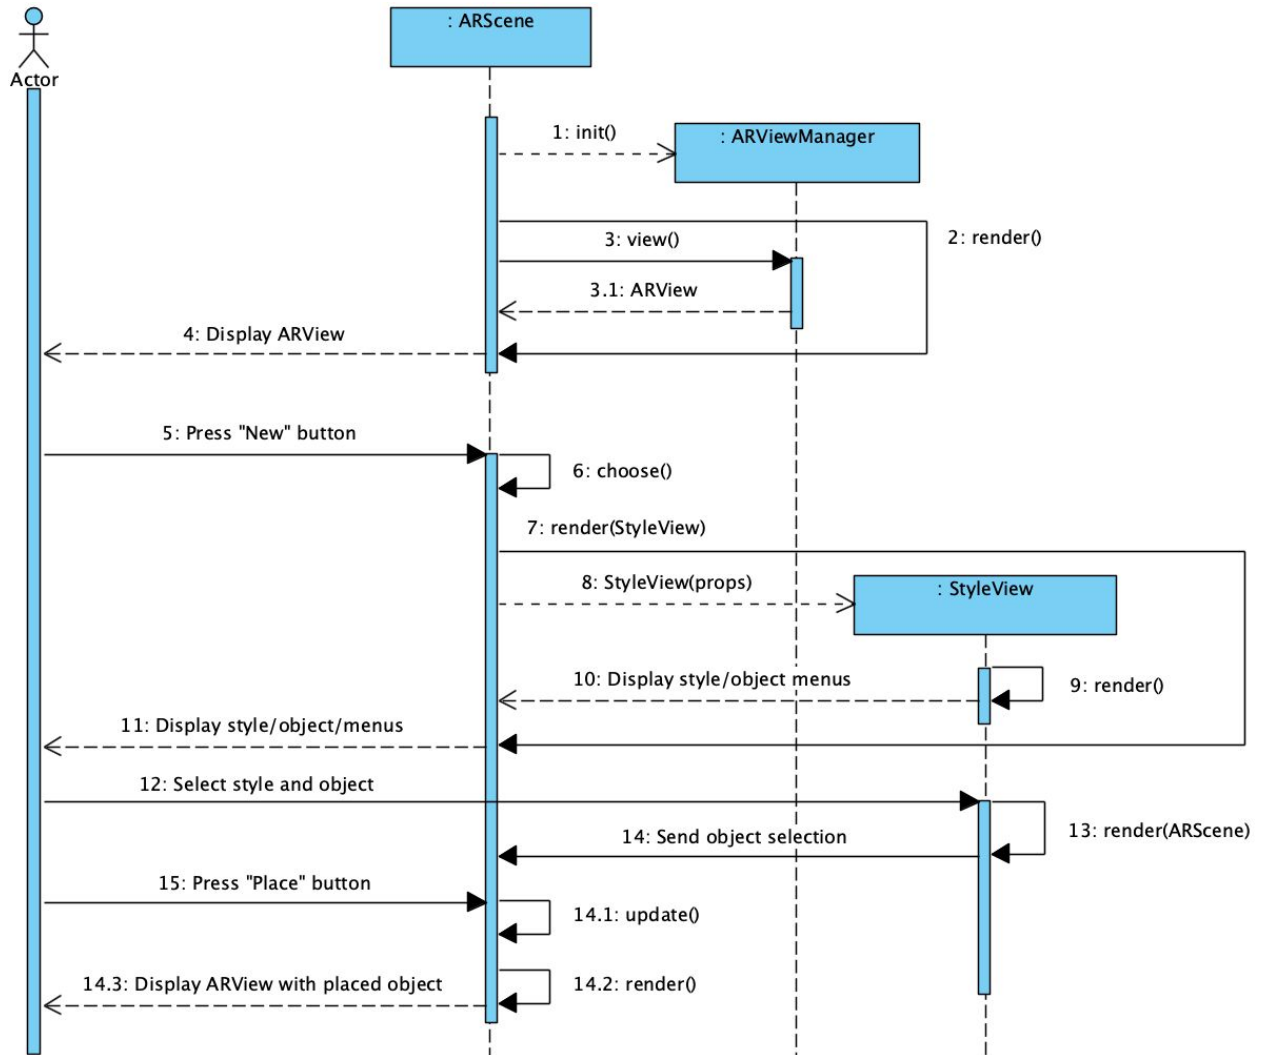 : ARScene
Actor
1: init()
: ARViewManager
2: render()
3: view()
3.1: ARView
4: Display ARView
5: Press "New" button
6: choose()
7: render(StyleView)
8: StyleView(props)
: StyleView
10: Display style/object menus
9: render()
11: Display style/object/menus
12: Select style and object
13: render(ARScene)
14: Send object selection
15: Press "Place" button
14.1: update()
14.3: Display ARView with placed object
14.2: render()